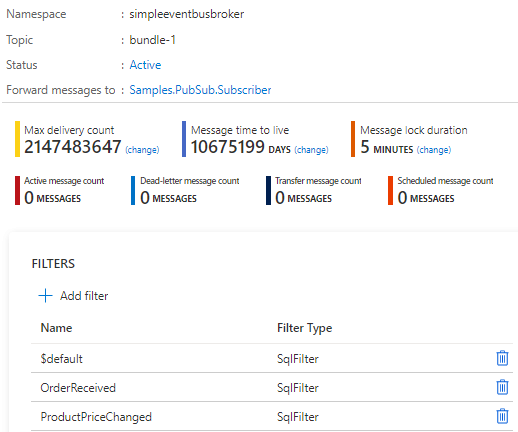 Namespace : simpleeventbusbroker
Topic : bundle-1
Status : Active
Forward messages to : Samples.PubSub.Subscriber
Max delivery count Message time to live Message lock duration
2147483647 (change) 10675199 DAYS (change) 5 MINUTES (change)
Active message count Dead-letter message count Transfer message count Scheduled message count
0 MESSAGES 0 MESSAGES 0 MESSAGES 0 MESSAGES
FILTERS
Add filter
Name Filter Type
$default SqlFilter
OrderReceived SqlFilter
ProductPriceChanged SqlFilter